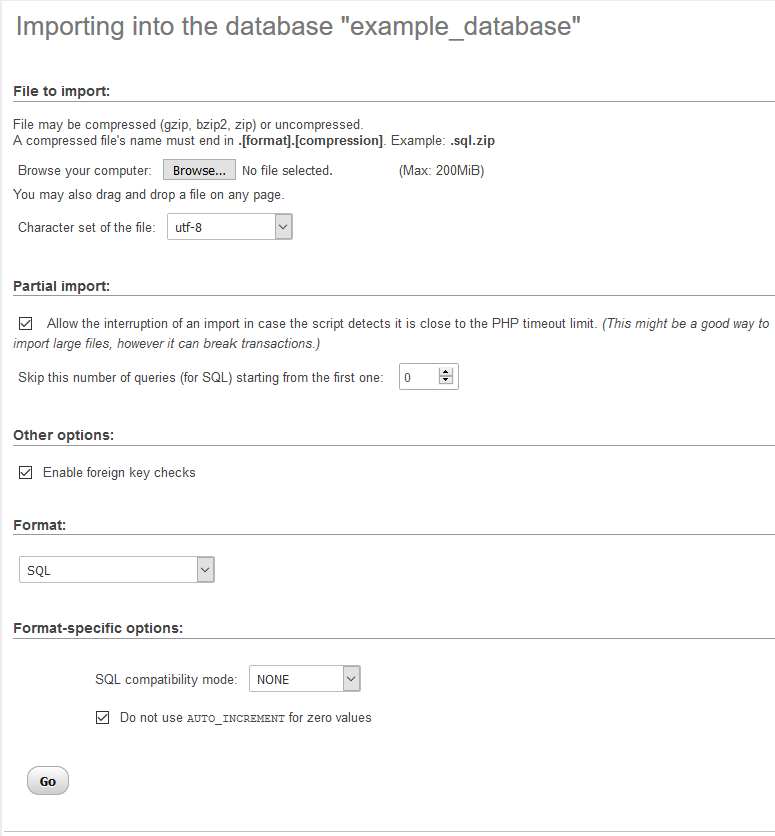 Importing into the database "example_database"
File to import:
File may be compressed (gzip, bzip2, zip) or uncompressed.
A compressed file's name must end in .[format].[compression]. Example: .sql.zip
Browse your computer: Browse... No file selected. (Max: 200MiB)
You may also drag and drop a file on any page.
Character set of the file: utf-8
Partial import:
Allow the interruption of an import in case the script detects it is close to the PHP timeout limit. (This might be a good way to
import large files, however it can break transactions.)
Skip this number of queries (for SQL) starting from the first one: 0
Other options:
Enable foreign key checks
Format:
SQL
Format-specific options:
SQL compatibility mode: NONE
Do not use AUTO_INCREMENT for zero values
Go